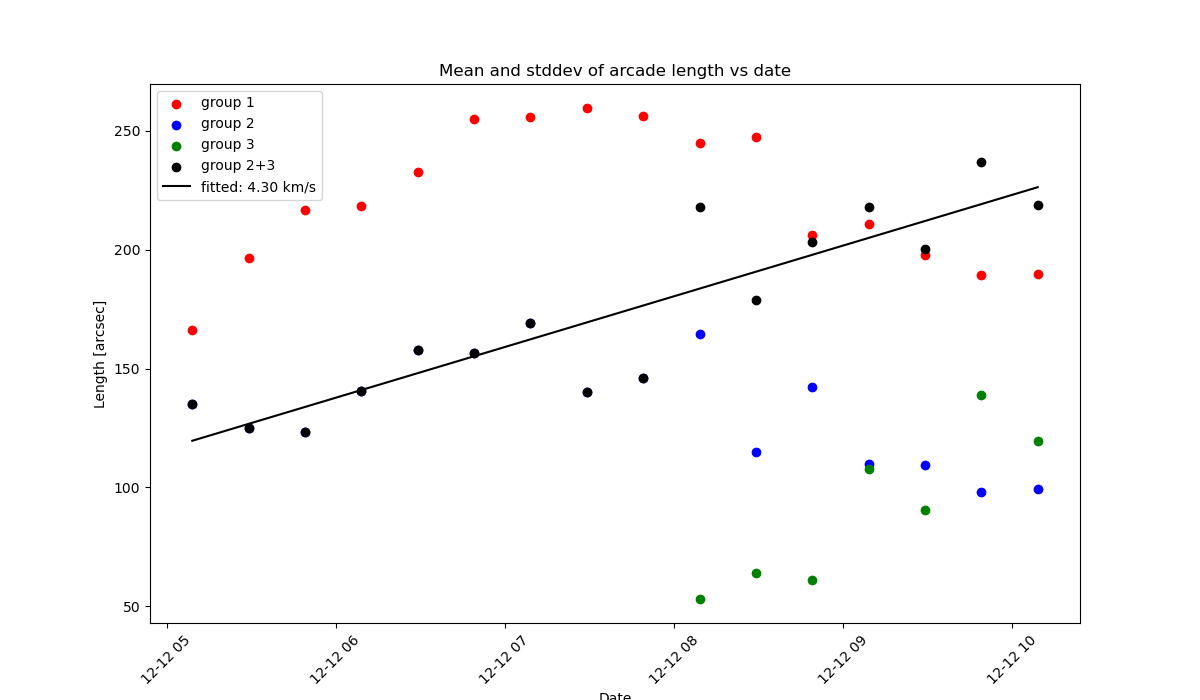 Mean and stddev of arcade length vs date
group 1
group 2
group 3
group 2+3
fitted: 4.30 km/s
Length [arcsec]
250
200
150
100
50
12-12 05
12-12 06
12-12 07
12-12 08
12-12 09
12-12 10
Date